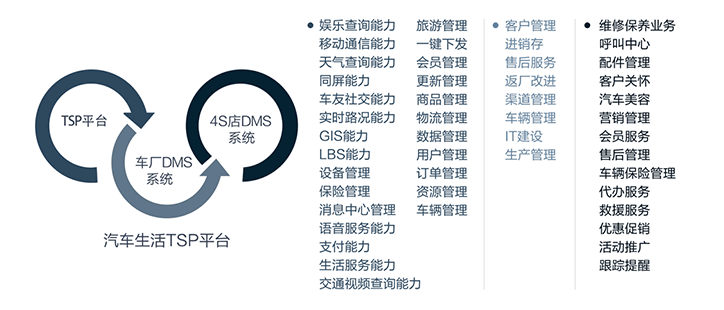 TSP平台
车厂DMS
系统
4S店DMS
系统
汽车生活TSP平台
娱乐查询能力
移动通信能力
天气查询能力
同屏能力
车友社交能力
实时路况能力
GIS能力
LBS能力
设备管理
保险管理
消息中心管理
语音服务能力
支付能力
生活服务能力
交通视频查询能力
旅游管理
一键下发
会员管理
更新管理
商品管理
物流管理
数据管理
用户管理
订单管理
资源管理
车辆管理
客户管理
进销存
售后服务
返厂改进
渠道管理
车辆管理
IT建设
生产管理
维修保养业务
呼叫中心
配件管理
客户关怀
汽车美容
营销管理
会员服务
售后管理
车辆保险管理
代办服务
救援服务
优惠促销
活动推广
跟踪提醒